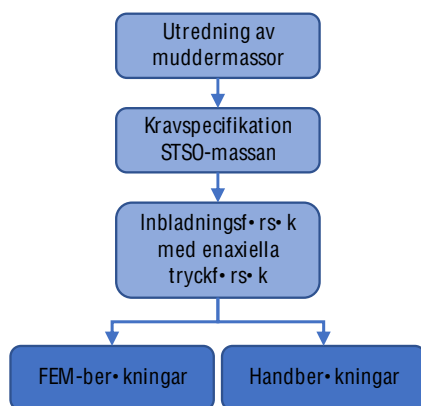 Utredning av
muddermassor
Kravspecifikation
STSO-massan
Inbladningsf•rs•k
med enaxiella
tryckf•rs•k
FEM-ber•kningar
Handber•kningar